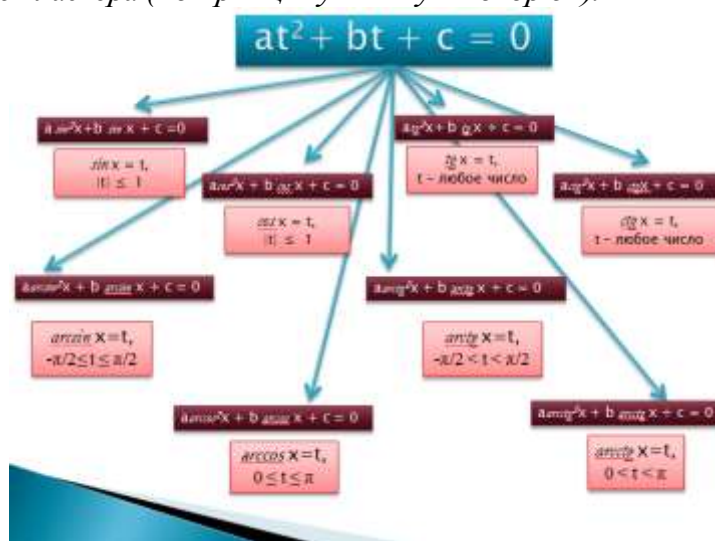 at² + bt + c = 0
a sin²x+b sin x + c =0
sin x = t,
|t| ≤ 1
a tg²x+b tg x + c = 0
tg x = t,
t – любое число
a cos²x + b cos x + c = 0
cos x = t,
|t| ≤ 1
a ctg²x + b ctgx + c = 0
ctg x = t,
t – любое число
a arcsin²x + b arcsin x + c = 0
arcsin x=t,
-π/2≤t≤π/2
a arctg²x + b arctg x + c = 0
arctg x=t,
-π/2 < t < π/2
a arccos²x + b arccos x + c = 0
arccos x=t,
0 ≤ t ≤ π
a arcctg²x + b arcctg x + c = 0
arcctg x=t,
0 < t < π